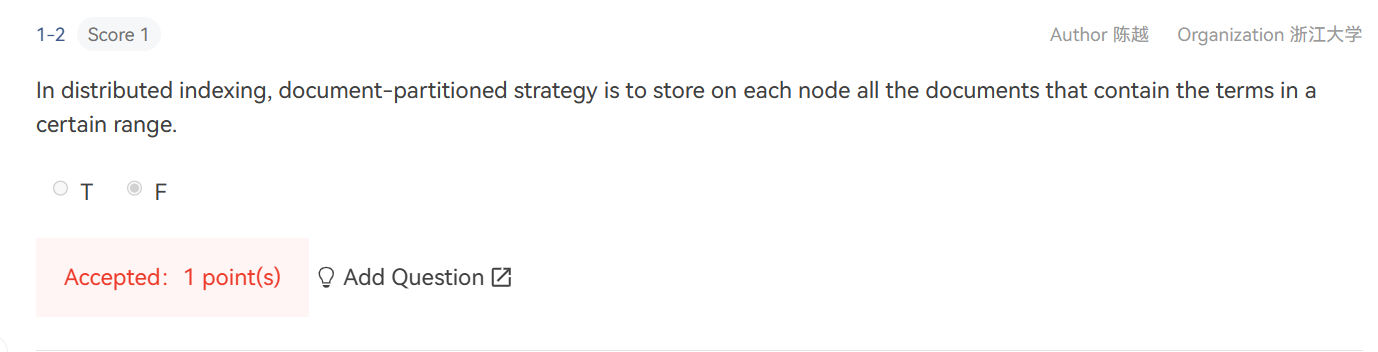 1-2 Score 1 Author 陈越 Organization 浙江大学
In distributed indexing, document-partitioned strategy is to store on each node all the documents that contain the terms in a
certain range.
T F
Accepted: 1 point(s) Add Question